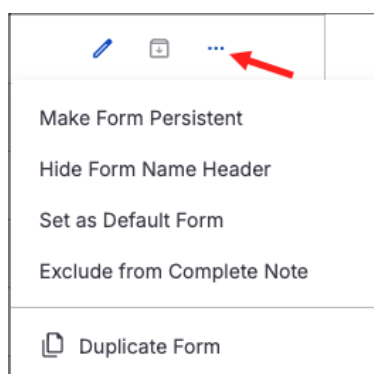 Make Form Persistent
Hide Form Name Header
Set as Default Form
Exclude from Complete Note
Duplicate Form